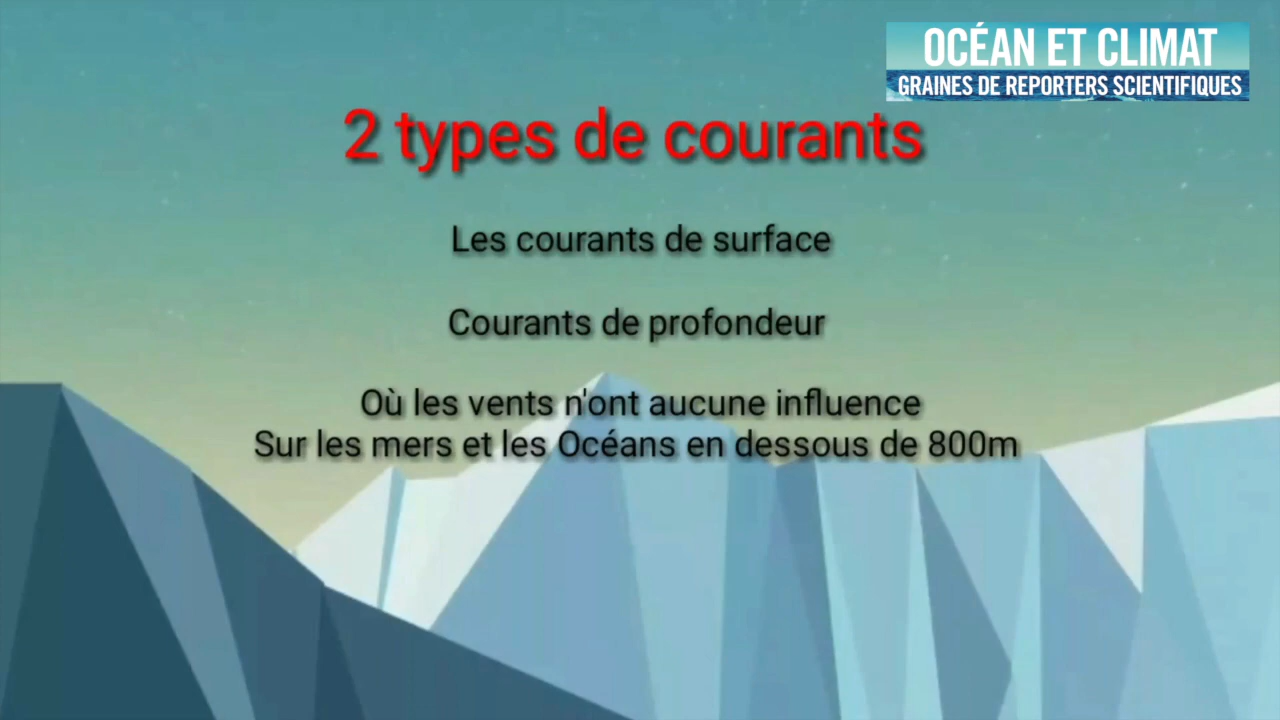 OCÉAN ET CLIMAT
GRAINES DE REPORTERS SCIENTIFIQUES
2 types de courants
Les courants de surface
Courants de profondeur
Où les vents n'ont aucune influence
Sur les mers et les Océans en dessous de 800m